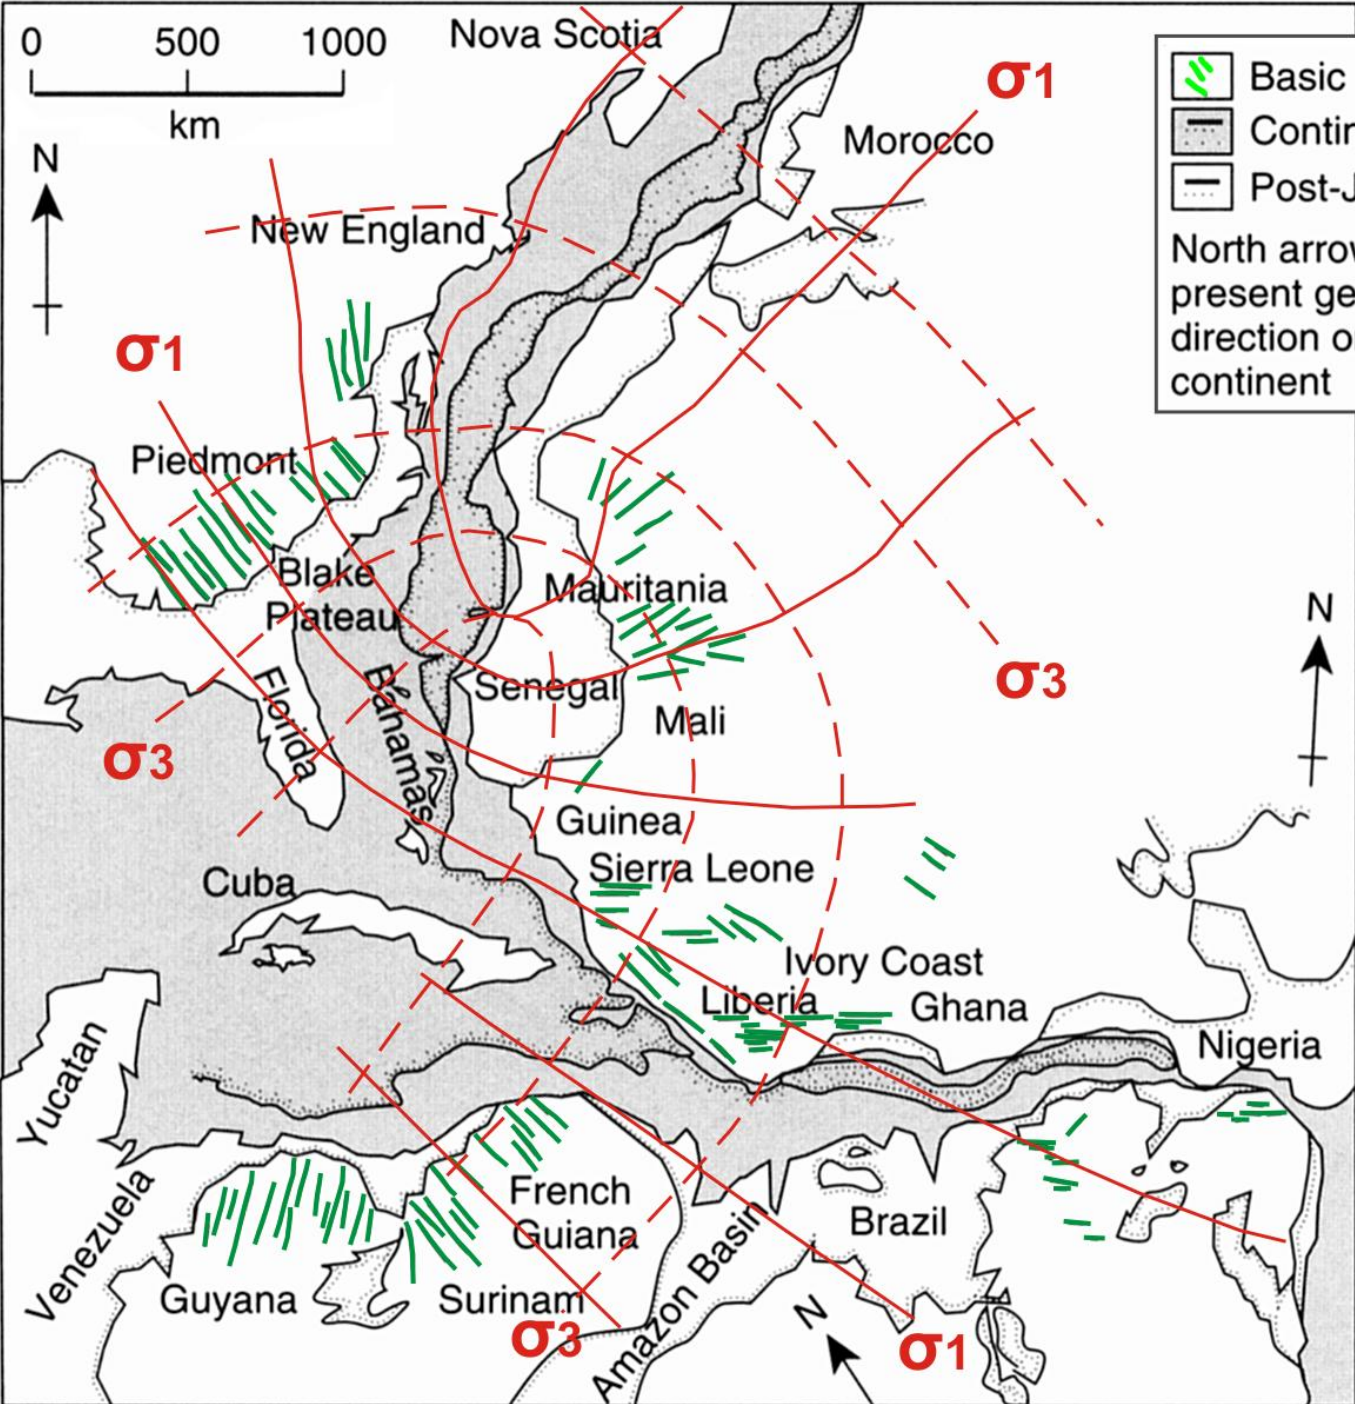 0 500 1000
km
N
Nova Scotia
σ1
Morocco
Basic
Contin
Post-J
North arrow
present ge
direction o
continent
New England
σ1
Piedmont
Blake
Plateau
Mauritania
N
σ3
Senegal
Mali
Florida
Bahamas
σ3
Guinea
Sierra Leone
Cuba
Ivory Coast
Liberia
Ghana
Nigeria
Yucatan
French
Guiana
Brazil
Venezuela
Guyana
Surinam
σ3
Amazon Basin
N
σ1